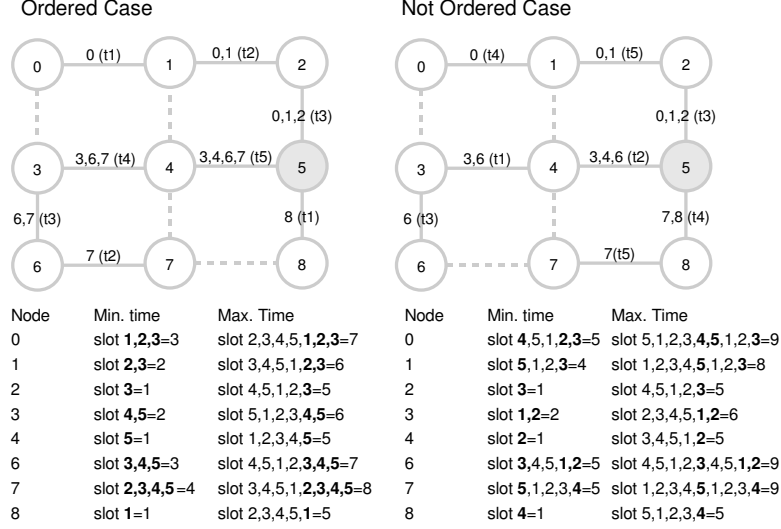 Ordered Case
0 (t1)
0,1 (t2)
0 1 2
0,1,2 (t3)
3,6,7 (t4)
3,4,6,7 (t5)
3 4 5
6,7 (t3)
8 (t1)
7 (t2)
6 7 8
Node Min. time Max. Time
0 slot 1,2,3=3 slot 2,3,4,5,1,2,3=7
1 slot 2,3=2 slot 3,4,5,1,2,3=6
2 slot 3=1 slot 4,5,1,2,3=5
3 slot 4,5=2 slot 5,1,2,3,4,5=6
4 slot 5=1 slot 1,2,3,4,5=5
6 slot 3,4,5=3 slot 4,5,1,2,3,4,5=7
7 slot 2,3,4,5=4 slot 3,4,5,1,2,3,4,5=8
8 slot 1=1 slot 2,3,4,5,1=5
Not Ordered Case
0 (t4)
0,1 (t5)
0 1 2
0,1,2 (t3)
3,6 (t1)
3,4,6 (t2)
3 4 5
6 (t3)
7,8 (t4)
7(t5)
6 7 8
Node Min. time Max. Time
0 slot 4,5,1,2,3=5 slot 5,1,2,3,4,5,1,2,3=9
1 slot 5,1,2,3=4 slot 1,2,3,4,5,1,2,3=8
2 slot 3=1 slot 4,5,1,2,3=5
3 slot 1,2=2 slot 2,3,4,5,1,2=6
4 slot 2=1 slot 3,4,5,1,2=5
6 slot 3,4,5,1,2=5 slot 4,5,1,2,3,4,5,1,2=9
7 slot 5,1,2,3,4=5 slot 1,2,3,4,5,1,2,3,4=9
8 slot 4=1 slot 5,1,2,3,4=5